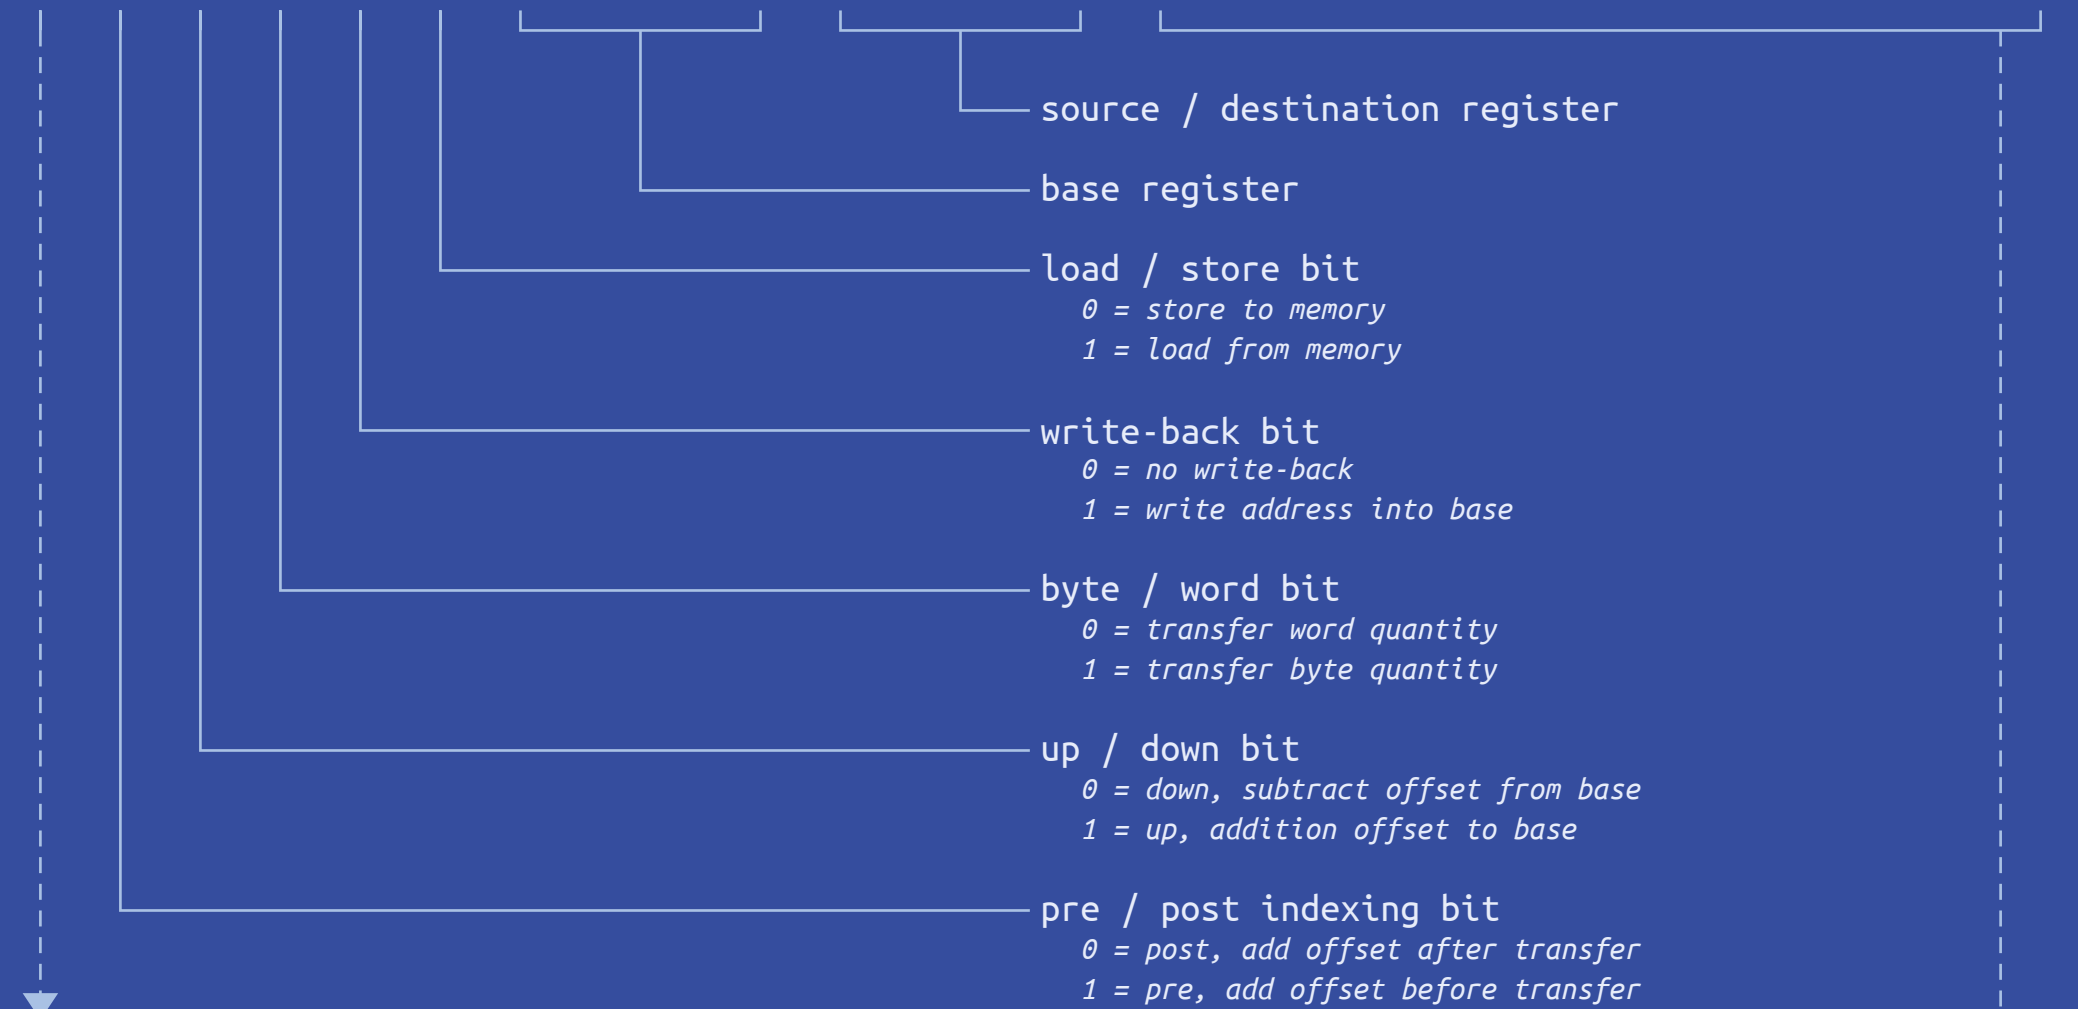 source / destination register
base register
load / store bit
0 = store to memory
1 = load from memory
write-back bit
0 = no write-back
1 = write address into base
byte / word bit
0 = transfer word quantity
1 = transfer byte quantity
up / down bit
0 = down, subtract offset from base
1 = up, addition offset to base
pre / post indexing bit
0 = post, add offset after transfer
1 = pre, add offset before transfer